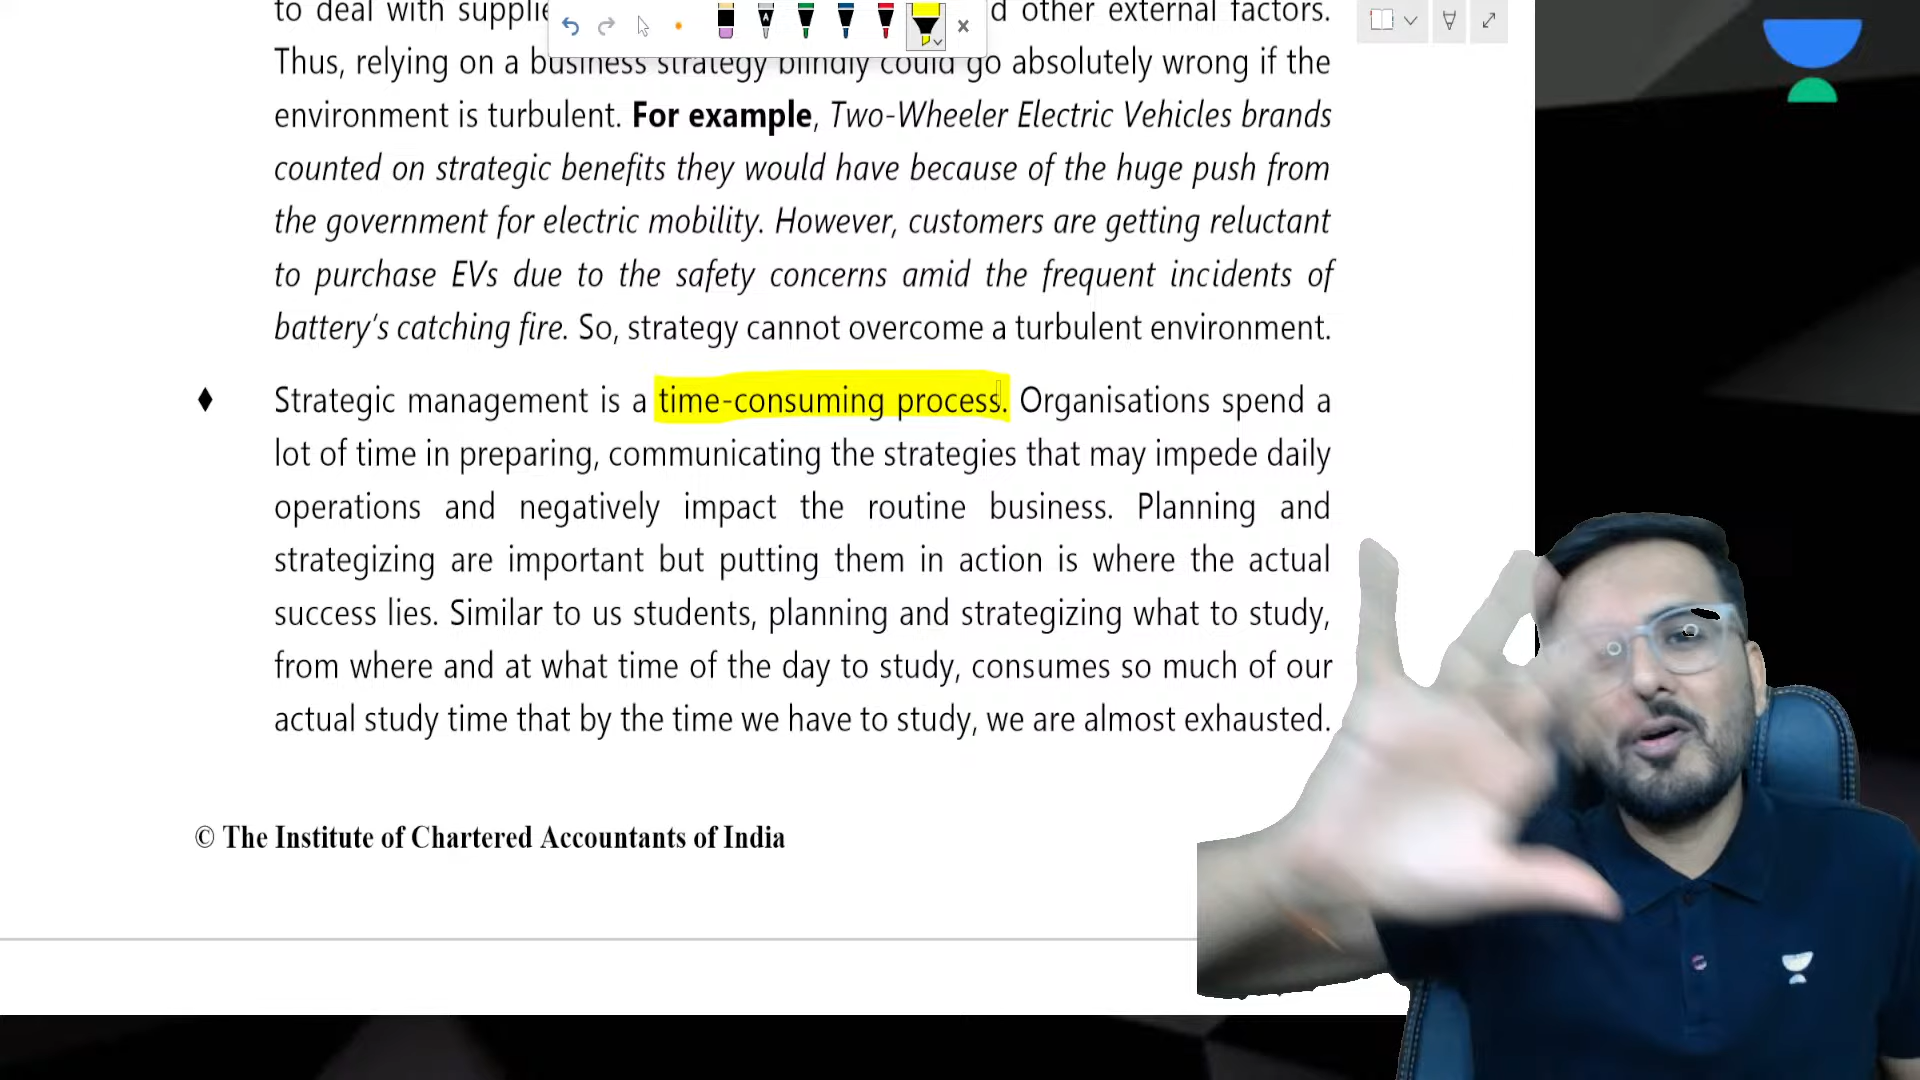 to deal with supplie d other external factors.
Thus, relying on a business strategy blindly could go absolutely wrong if the
environment is turbulent. For example, Two-Wheeler Electric Vehicles brands
counted on strategic benefits they would have because of the huge push from
the government for electric mobility. However, customers are getting reluctant
to purchase EVs due to the safety concerns amid the frequent incidents of
battery's catching fire. So, strategy cannot overcome a turbulent environment.
♦ Strategic management is a time-consuming process. Organisations spend a
lot of time in preparing, communicating the strategies that may impede daily
operations and negatively impact the routine business. Planning and
strategizing are important but putting them in action is where the actual
success lies. Similar to us students, planning and strategizing what to study,
from where and at what time of the day to study, consumes so much of our
actual study time that by the time we have to study, we are almost exhausted.
© The Institute of Chartered Accountants of India